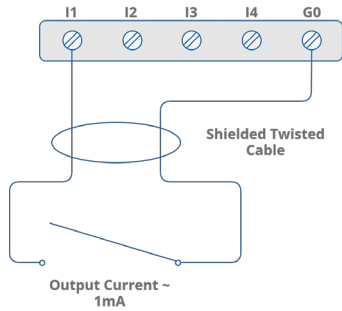 I1 I2 I3 I4 G0
Shielded Twisted
Cable
Output Current ~
1mA